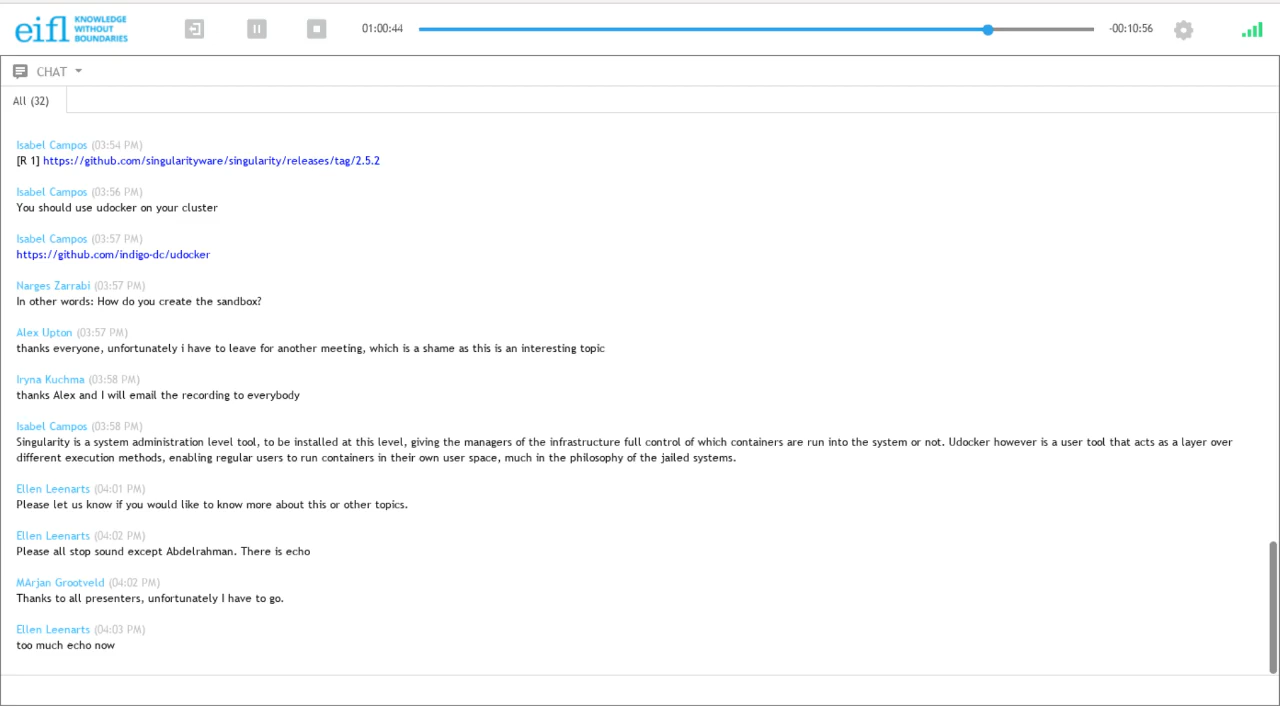 eifl KNOWLEDGE
WITHOUT
BOUNDARIES
01:00:44
-00:10:56
CHAT
All (32)
Isabel Campos (03:54 PM)
[R 1] https://github.com/singularityware/singularity/releases/tag/2.5.2
Isabel Campos (03:56 PM)
You should use udocker on your cluster
Isabel Campos (03:57 PM)
https://github.com/indigo-dc/udocker
Narges Zarrabi (03:57 PM)
In other words: How do you create the sandbox?
Alex Upton (03:57 PM)
thanks everyone, unfortunately i have to leave for another meeting, which is a shame as this is an interesting topic
Iryna Kuchma (03:58 PM)
thanks Alex and I will email the recording to everybody
Isabel Campos (03:58 PM)
Singularity is a system administration level tool, to be installed at this level, giving the managers of the infrastructure full control of which containers are run into the system or not. Udocker however is a user tool that acts as a layer over
different execution methods, enabling regular users to run containers in their own user space, much in the philosophy of the jailed systems.
Ellen Leenarts (04:01 PM)
Please let us know if you would like to know more about this or other topics.
Ellen Leenarts (04:02 PM)
Please all stop sound except Abdelrahman. There is echo
MArjan Grootveld (04:02 PM)
Thanks to all presenters, unfortunately I have to go.
Ellen Leenarts (04:03 PM)
too much echo now